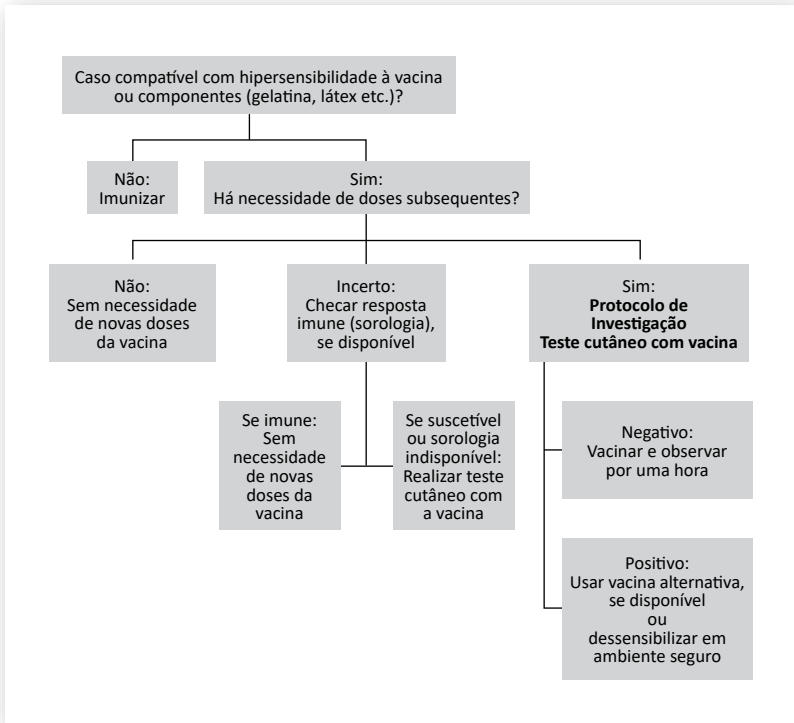 Caso compatível com hipersensibilidade à vacina
ou componentes (gelatina, látex etc.)?
Não:
Imunizar
Sim:
Há necessidade de doses subsequentes?
Não:
Sem necessidade
de novas doses
da vacina
Incerto:
Checar resposta
imune (sorologia),
se disponível
Sim:
Protocolo de
Investigação
Teste cutâneo com vacina
Se imune:
Sem
necessidade
de novas
doses da
vacina
Se suscetível
ou sorologia
indisponível:
Realizar teste
cutâneo com
a vacina
Negativo:
Vacinar e observar
por uma hora
Positivo:
Usar vacina alternativa,
se disponível
ou
dessensibilizar em
ambiente seguro